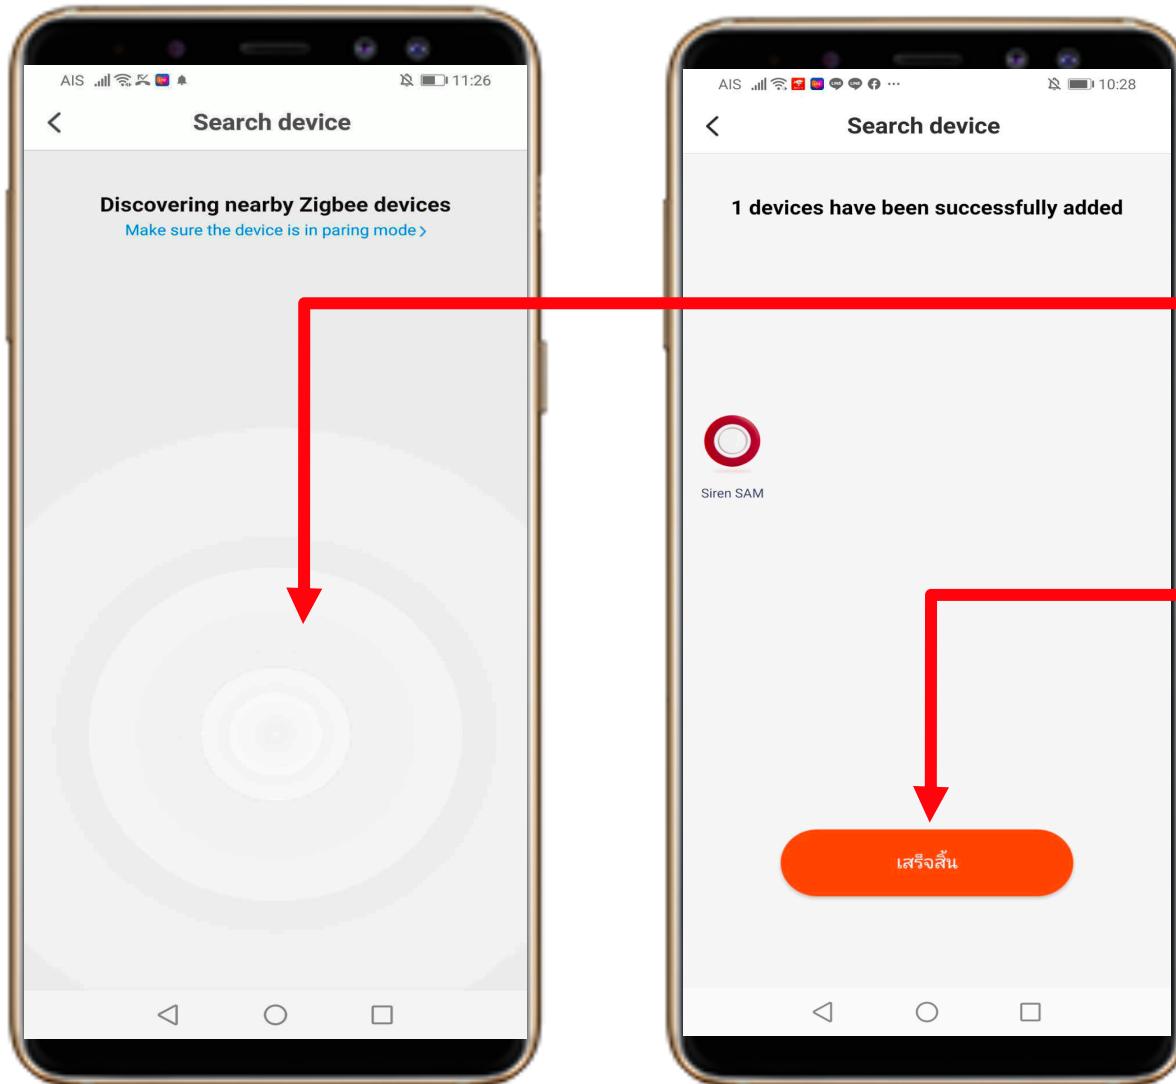 AIS 11:26
Search device
Discovering nearby Zigbee devices
Make sure the device is in paring mode >
AIS ... 10:28
Search device
1 devices have been successfully added
Siren SAM
เสร็จสิ้น